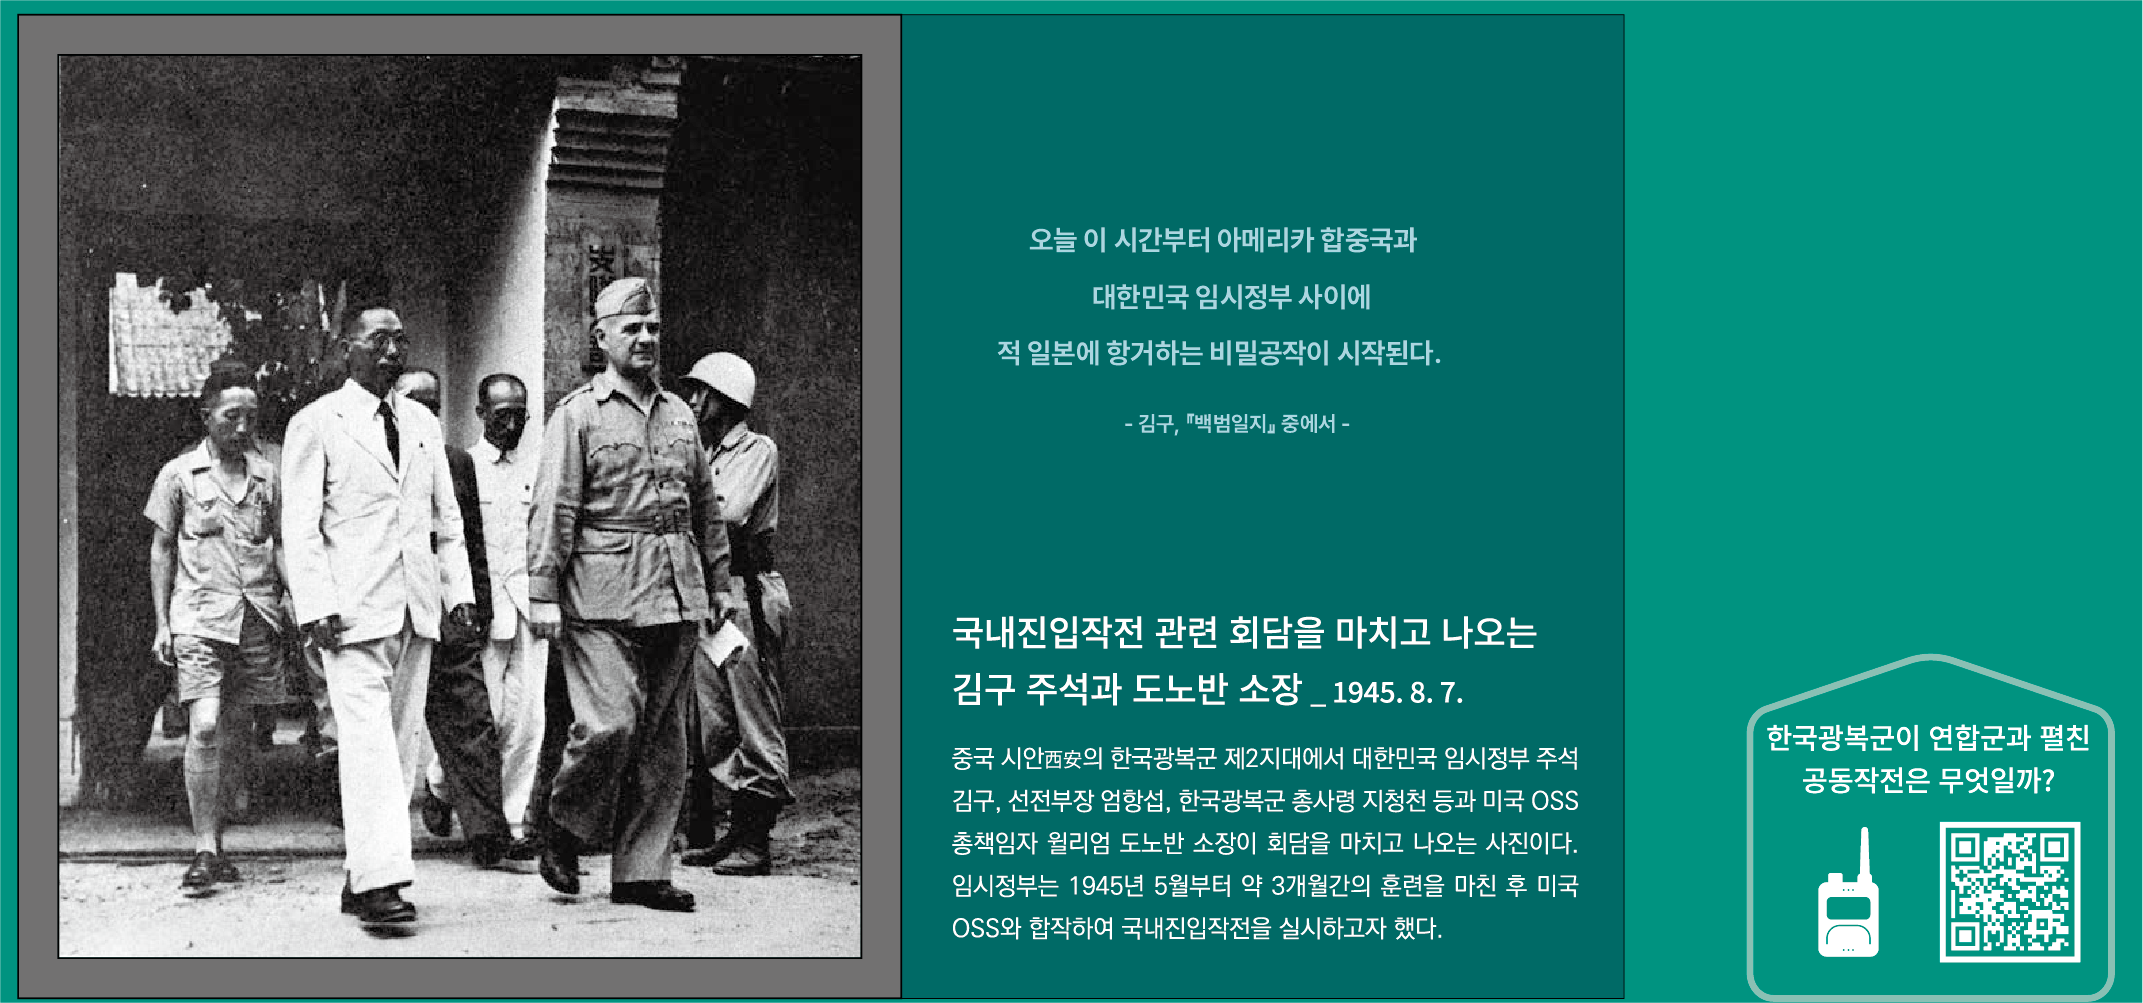 오늘 이 시간부터 아메리카 합중국과
대한민국 임시정부 사이에
적 일본에 항거하는 비밀공작이 시작된다.
- 김구, 『백범일지』 중에서 -
국내진입작전 관련 회담을 마치고 나오는
김구 주석과 도노반 소장 _ 1945. 8. 7.
중국 시안西安의 한국광복군 제2지대에서 대한민국 임시정부 주석
김구, 선전부장 엄항섭, 한국광복군 총사령 지청천 등과 미국 OSS
총책임자 윌리엄 도노반 소장이 회담을 마치고 나오는 사진이다.
임시정부는 1945년 5월부터 약 3개월간의 훈련을 마친 후 미국
OSS와 합작하여 국내진입작전을 실시하고자 했다.
한국광복군이 연합군과 펼친
공동작전은 무엇일까?